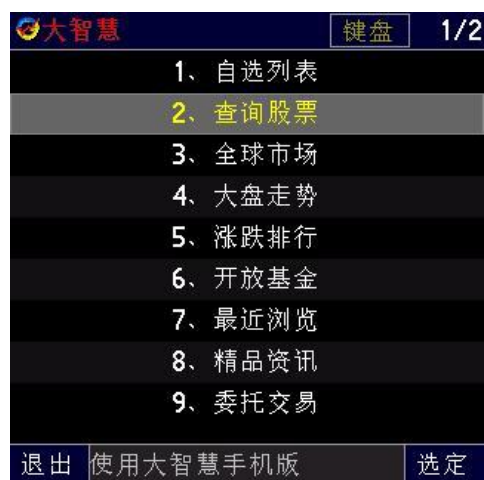 大智慧 键盘 1/2
1、自选列表
2、查询股票
3、全球市场
4、大盘走势
5、涨跌排行
6、开放基金
7、最近浏览
8、精品资讯
9、委托交易
退出 使用大智慧手机版 选定